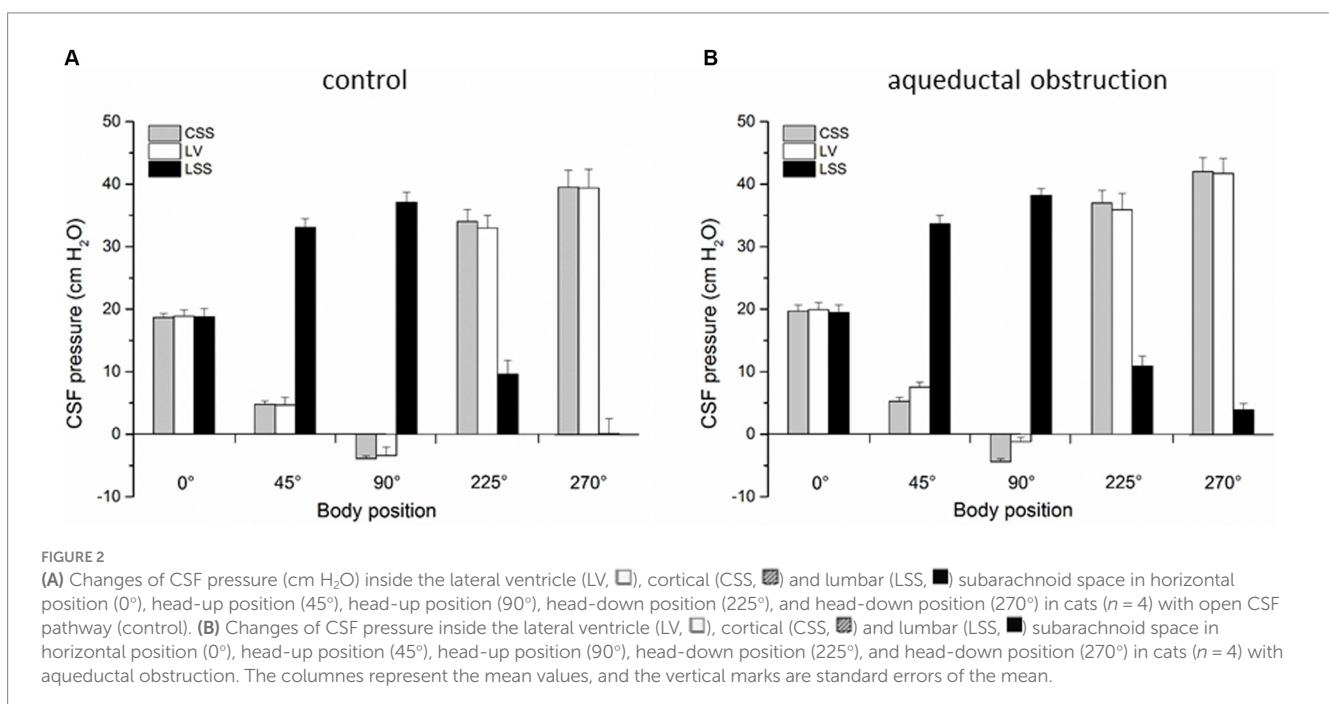 A
control
50
40
30
20
10
0
-10
CSF pressure (cm H₂O)
CSS
LV
LSS
0° 45° 90° 225° 270°
Body position
B
aqueductal obstruction
50
40
30
20
10
0
-10
CSF pressure (cm H₂O)
CSS
LV
LSS
0° 45° 90° 225° 270°
Body position
FIGURE 2
(A) Changes of CSF pressure (cm H₂O) inside the lateral ventricle (LV, □), cortical (CSS, ▨) and lumbar (LSS, ■) subarachnoid space in horizontal
position (0°), head-up position (45°), head-up position (90°), head-down position (225°), and head-down position (270°) in cats (n = 4) with open CSF
pathway (control). (B) Changes of CSF pressure inside the lateral ventricle (LV, □), cortical (CSS, ▨) and lumbar (LSS, ■) subarachnoid space in
horizontal position (0°), head-up position (45°), head-up position (90°), head-down position (225°), and head-down position (270°) in cats (n = 4) with
aqueductal obstruction. The columnes represent the mean values, and the vertical marks are standard errors of the mean.